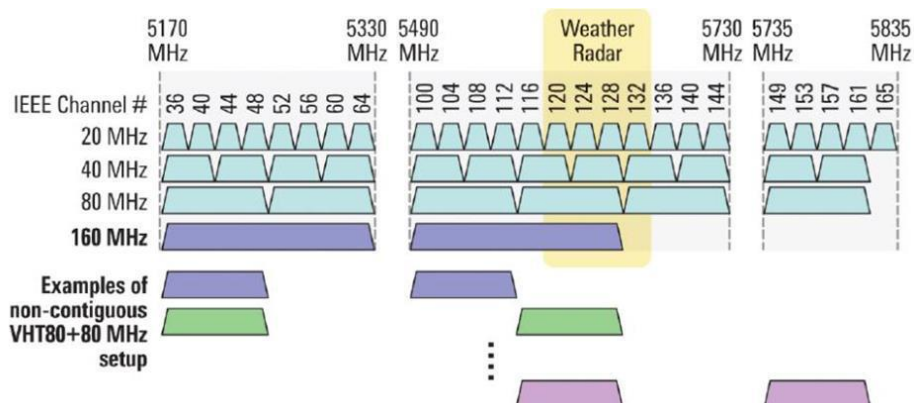 5170 MHz
5330 MHz
5490 MHz
Weather Radar
5730 MHz
5735 MHz
5835 MHz
IEEE Channel # 36 40 44 48 52 56 60 64 100 104 108 112 116 120 124 128 132 136 140 144 149 153 157 161 165
20 MHz
40 MHz
80 MHz
160 MHz
Examples of
non-contiguous
VHT80+80 MHz
setup